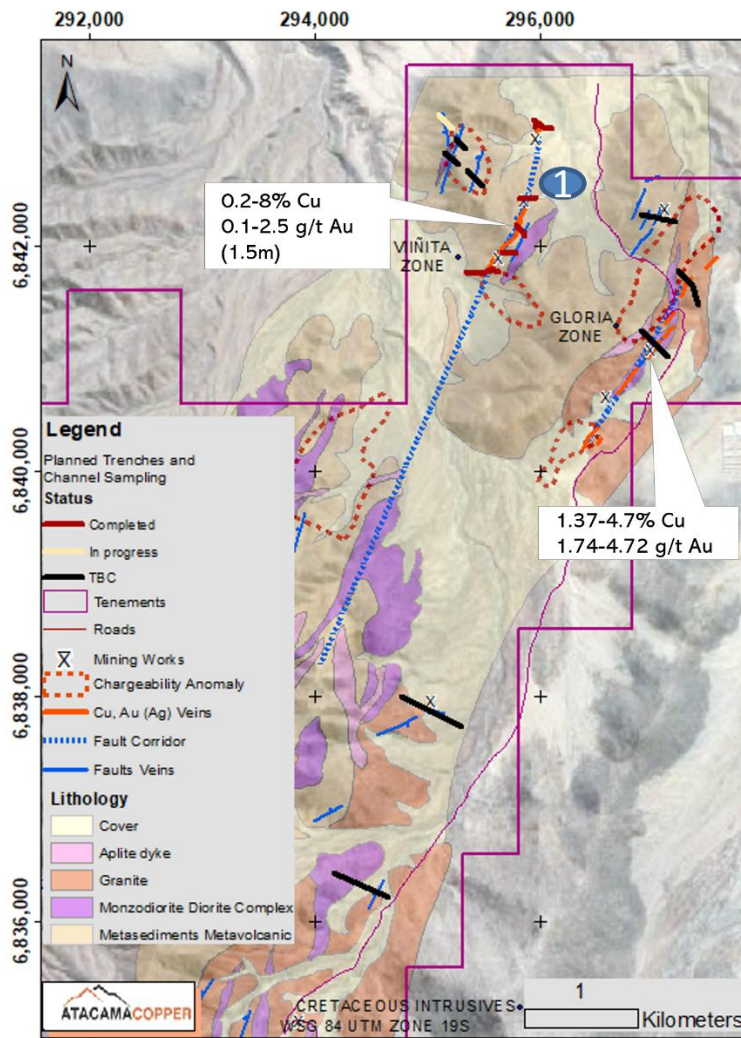 292,000
294,000
296,000
N
1
0.2-8% Cu
0.1-2.5 g/t Au
(1.5m)
6,842,000
VIÑITA
ZONE
GLORIA
ZONE
X
X
X
X
X
X
6,840,000
1.37-4.7% Cu
1.74-4.72 g/t Au
Legend
Planned Trenches and
Channel Sampling
Status
Completed
In progress
TBC
Tenements
Roads
X Mining Works
Chargeability Anomaly
Cu, Au (Ag) Veins
Fault Corridor
Faults Veins
Lithology
Cover
Aplite dyke
Granite
Monzodiorite Diorite Complex
Metasediments Metavolcanic
6,838,000
X
6,836,000
ATACAMACOPPER
X
CRETACEOUS INTRUSIVES
WSG 84 UTM ZONE 19S
1
Kilometers